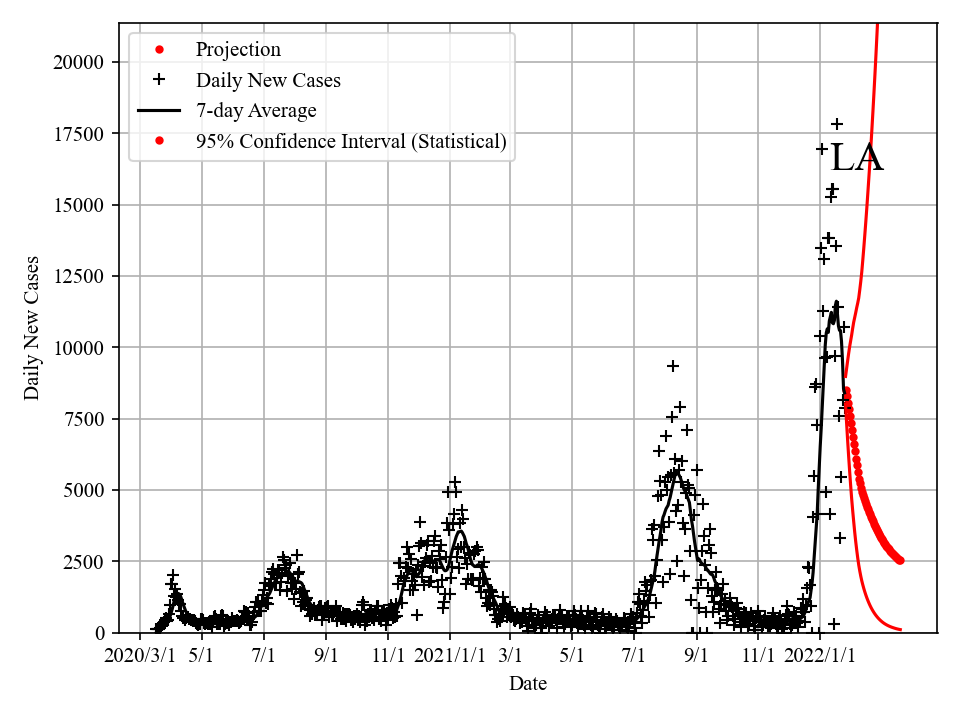 Projection
Daily New Cases
7-day Average
95% Confidence Interval (Statistical)
LA
20000
17500
15000
12500
10000
7500
5000
2500
0
Daily New Cases
2020/3/1 5/1 7/1 9/1 11/1 2021/1/1 3/1 5/1 7/1 9/1 11/1 2022/1/1
Date